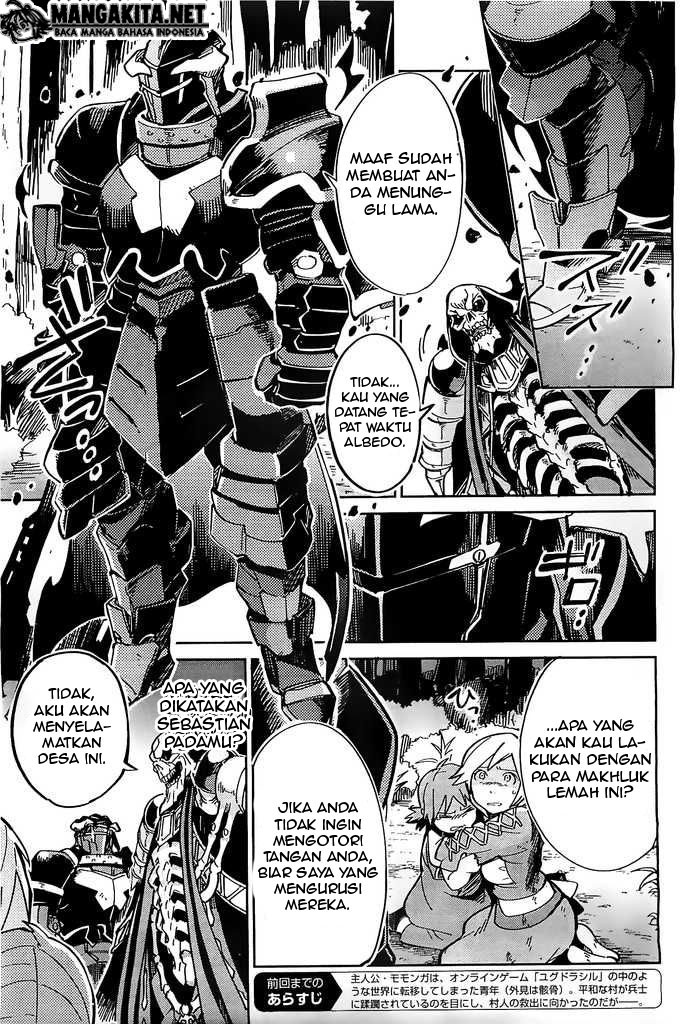 MANGAKITA.NET
BACA MANGA BAHASA INDONESIA
MAAF SUDAH
MEMBUAT AN-
DA MENUNG-
GU LAMA.
ズズ...
TIDAK...
KAU YANG
DATANG TE-
PAT WAKTU
ALBEDO.
ギロ...
...APA YANG
AKAN KAU LA-
KUKAN DENGAN
PARA MAKHLUK
LEMAH INI?
ひっ
JIKA ANDA
TIDAK INGIN
MENGOTORI
TANGAN ANDA,
BIAR SAYA YANG
MENGURUSI
MEREKA.
APA YANG
DIKATAKAN
SEBASTIAN
PADAMU?
TIDAK,
AKU AKAN
MENYELA-
MATKAN
DESA INI.
前回までの
あらすじ
主人公・モモンガは、オンラインゲーム「ユグドラシル」の中のよ
うな世界に転移してしまった青年（外見は骸骨）。平和な村が兵士
に蹂躙されているのを目にし、村人の救出に向かったのだが――。